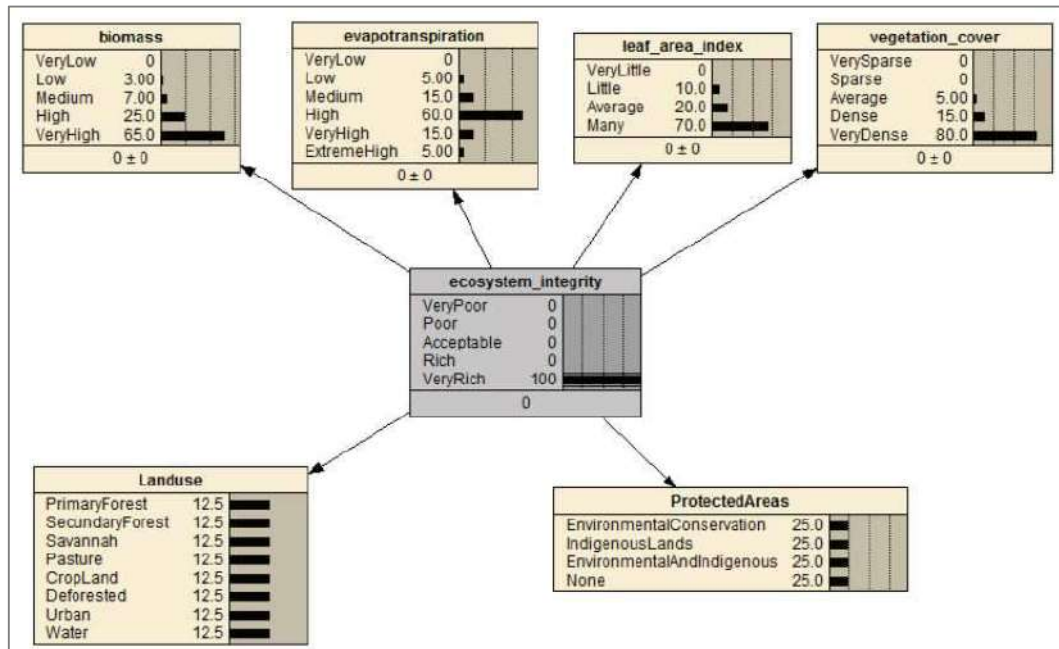 biomass
VeryLow 0
Low 3.00
Medium 7.00
High 25.0
VeryHigh 65.0
0 ± 0
evapotranspiration
VeryLow 0
Low 5.00
Medium 15.0
High 60.0
VeryHigh 15.0
ExtremeHigh 5.00
0 ± 0
leaf_area_index
VeryLittle 0
Little 10.0
Average 20.0
Many 70.0
0 ± 0
vegetation_cover
VerySparse 0
Sparse 0
Average 5.00
Dense 15.0
VeryDense 80.0
0 ± 0
ecosystem_integrity
VeryPoor 0
Poor 0
Acceptable 0
Rich 0
VeryRich 100
0
Landuse
PrimaryForest 12.5
SecundaryForest 12.5
Savannah 12.5
Pasture 12.5
CropLand 12.5
Deforested 12.5
Urban 12.5
Water 12.5
ProtectedAreas
EnvironmentalConservation 25.0
IndigenousLands 25.0
EnvironmentalAndIndigenous 25.0
None 25.0